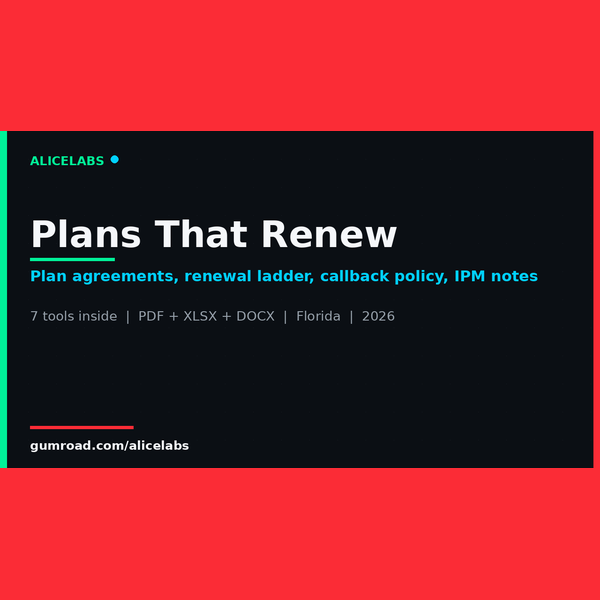 ALICELABS
Plans That Renew
Plan agreements, renewal ladder, callback policy, IPM notes
7 tools inside | PDF + XLSX + DOCX | Florida | 2026
gumroad.com/alicelabs